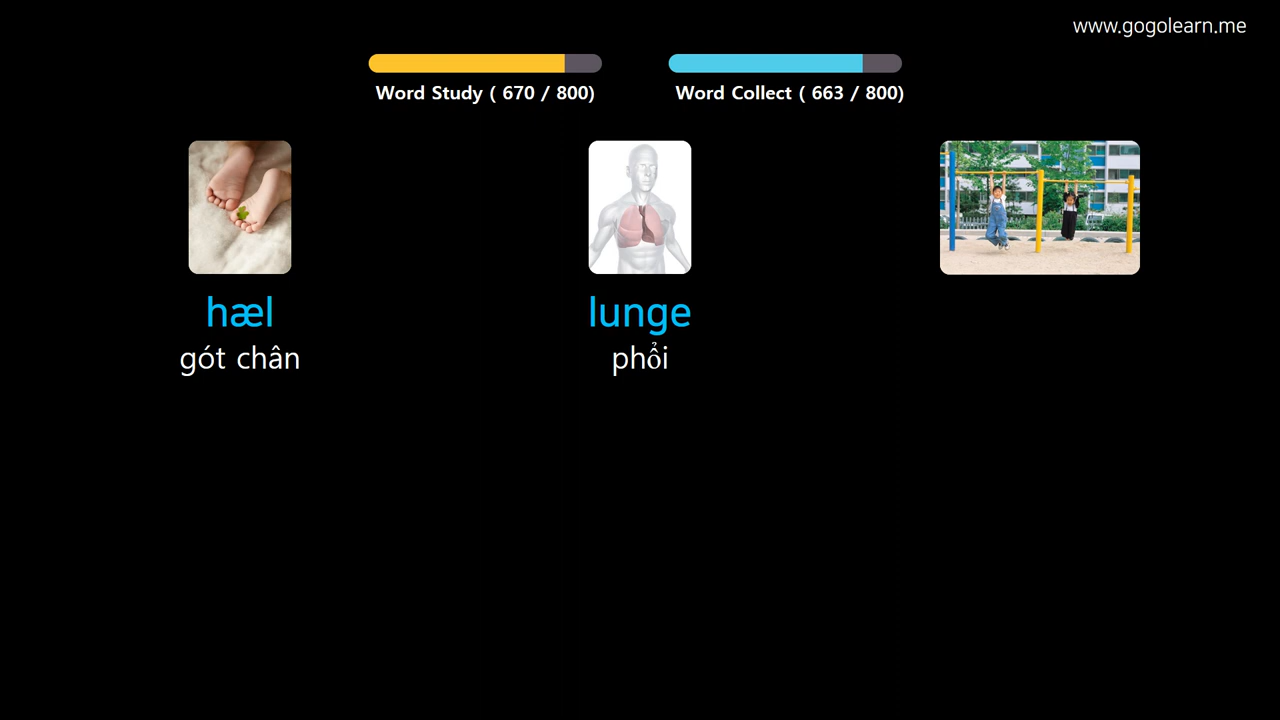 www.gogolearn.me
Word Study ( 670 / 800)
Word Collect ( 663 / 800)
hæl
gót chân
lunge
phổi